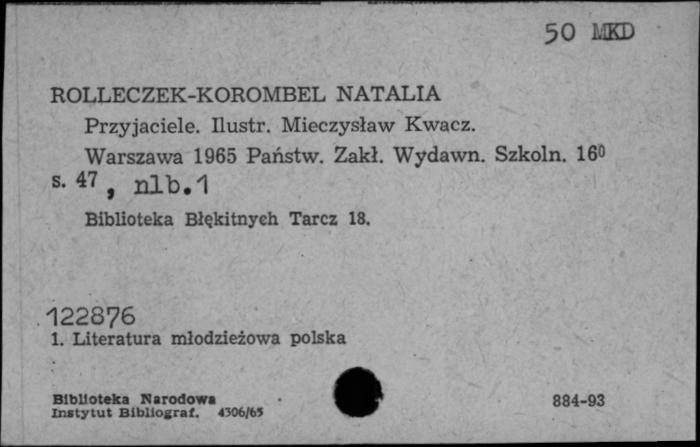 50 MKD
ROLLECZEK-KOROMBEL NATALIA
Przyjaciele. Ilustr. Mieczysław Kwacz.
Warszawa 1965 Państw. Zakł. Wydawn. Szkoln. 16⁰
s. 47, nlb.1
Biblioteka Błękitnych Tarcz 18.
122876
1. Literatura młodzieżowa polska
Biblioteka Narodowa
Instytut Bibliograf. 4306/65
884-93